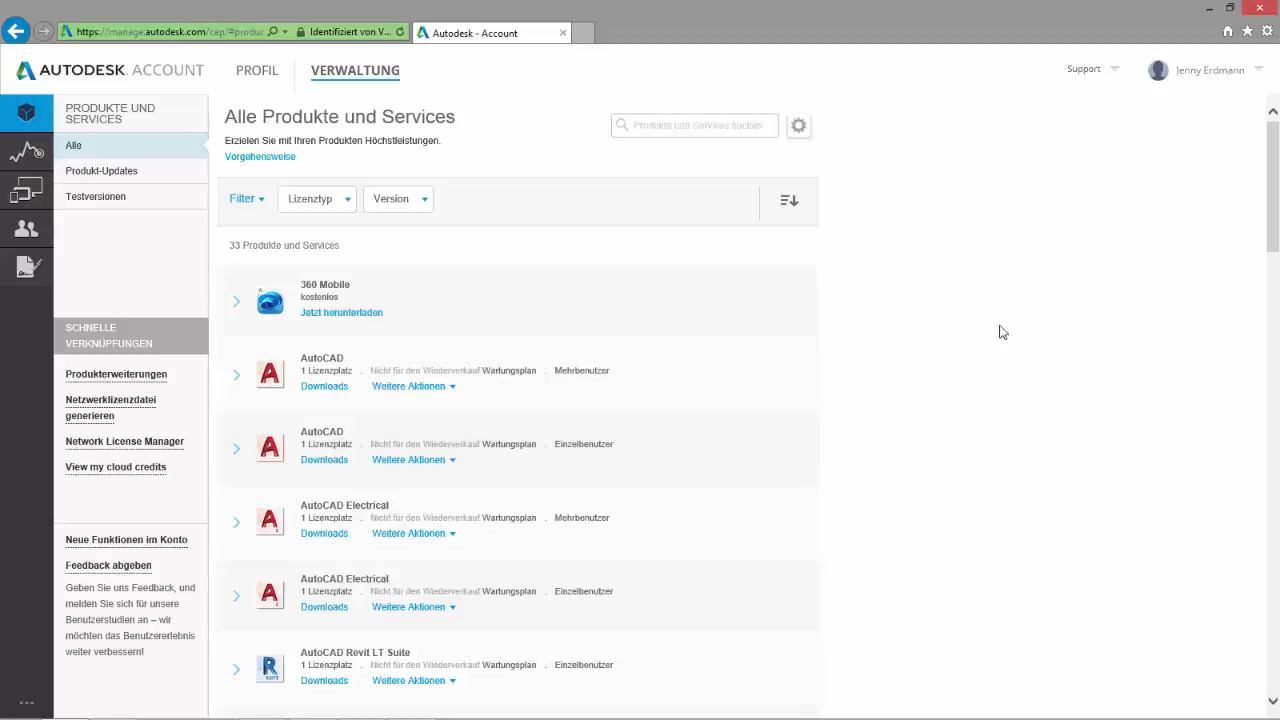 https://manage.autodesk.com/cep/#produc
Identifiziert von V...
Autodesk - Account
AUTODESK. ACCOUNT
PROFIL
VERWALTUNG
Support
Jenny Erdmann
PRODUKTE UND
SERVICES
Alle
Produkt-Updates
Testversionen
SCHNELLE
VERKNÜPFUNGEN
Produkterweiterungen
Netzwerklizenzdatei
generieren
Network License Manager
View my cloud credits
Neue Funktionen im Konto
Feedback abgeben
Geben Sie uns Feedback, und
melden Sie sich für unsere
Benutzerstudien an – wir
möchten das Benutzererlebnis
weiter verbessern!
Alle Produkte und Services
Erzielen Sie mit Ihren Produkten Höchstleistungen.
Vorgehensweise
Produkte und Services suchen
Filter
Lizenztyp
Version
33 Produkte und Services
360 Mobile
kostenlos
Jetzt herunterladen
AutoCAD
1 Lizenzplatz . Nicht für den Wiederverkauf Wartungsplan . Mehrbenutzer
Downloads Weitere Aktionen
AutoCAD
1 Lizenzplatz . Nicht für den Wiederverkauf Wartungsplan . Einzelbenutzer
Downloads Weitere Aktionen
AutoCAD Electrical
1 Lizenzplatz . Nicht für den Wiederverkauf Wartungsplan . Mehrbenutzer
Downloads Weitere Aktionen
AutoCAD Electrical
1 Lizenzplatz . Nicht für den Wiederverkauf Wartungsplan . Einzelbenutzer
Downloads Weitere Aktionen
AutoCAD Revit LT Suite
1 Lizenzplatz . Nicht für den Wiederverkauf Wartungsplan . Einzelbenutzer
Downloads Weitere Aktionen